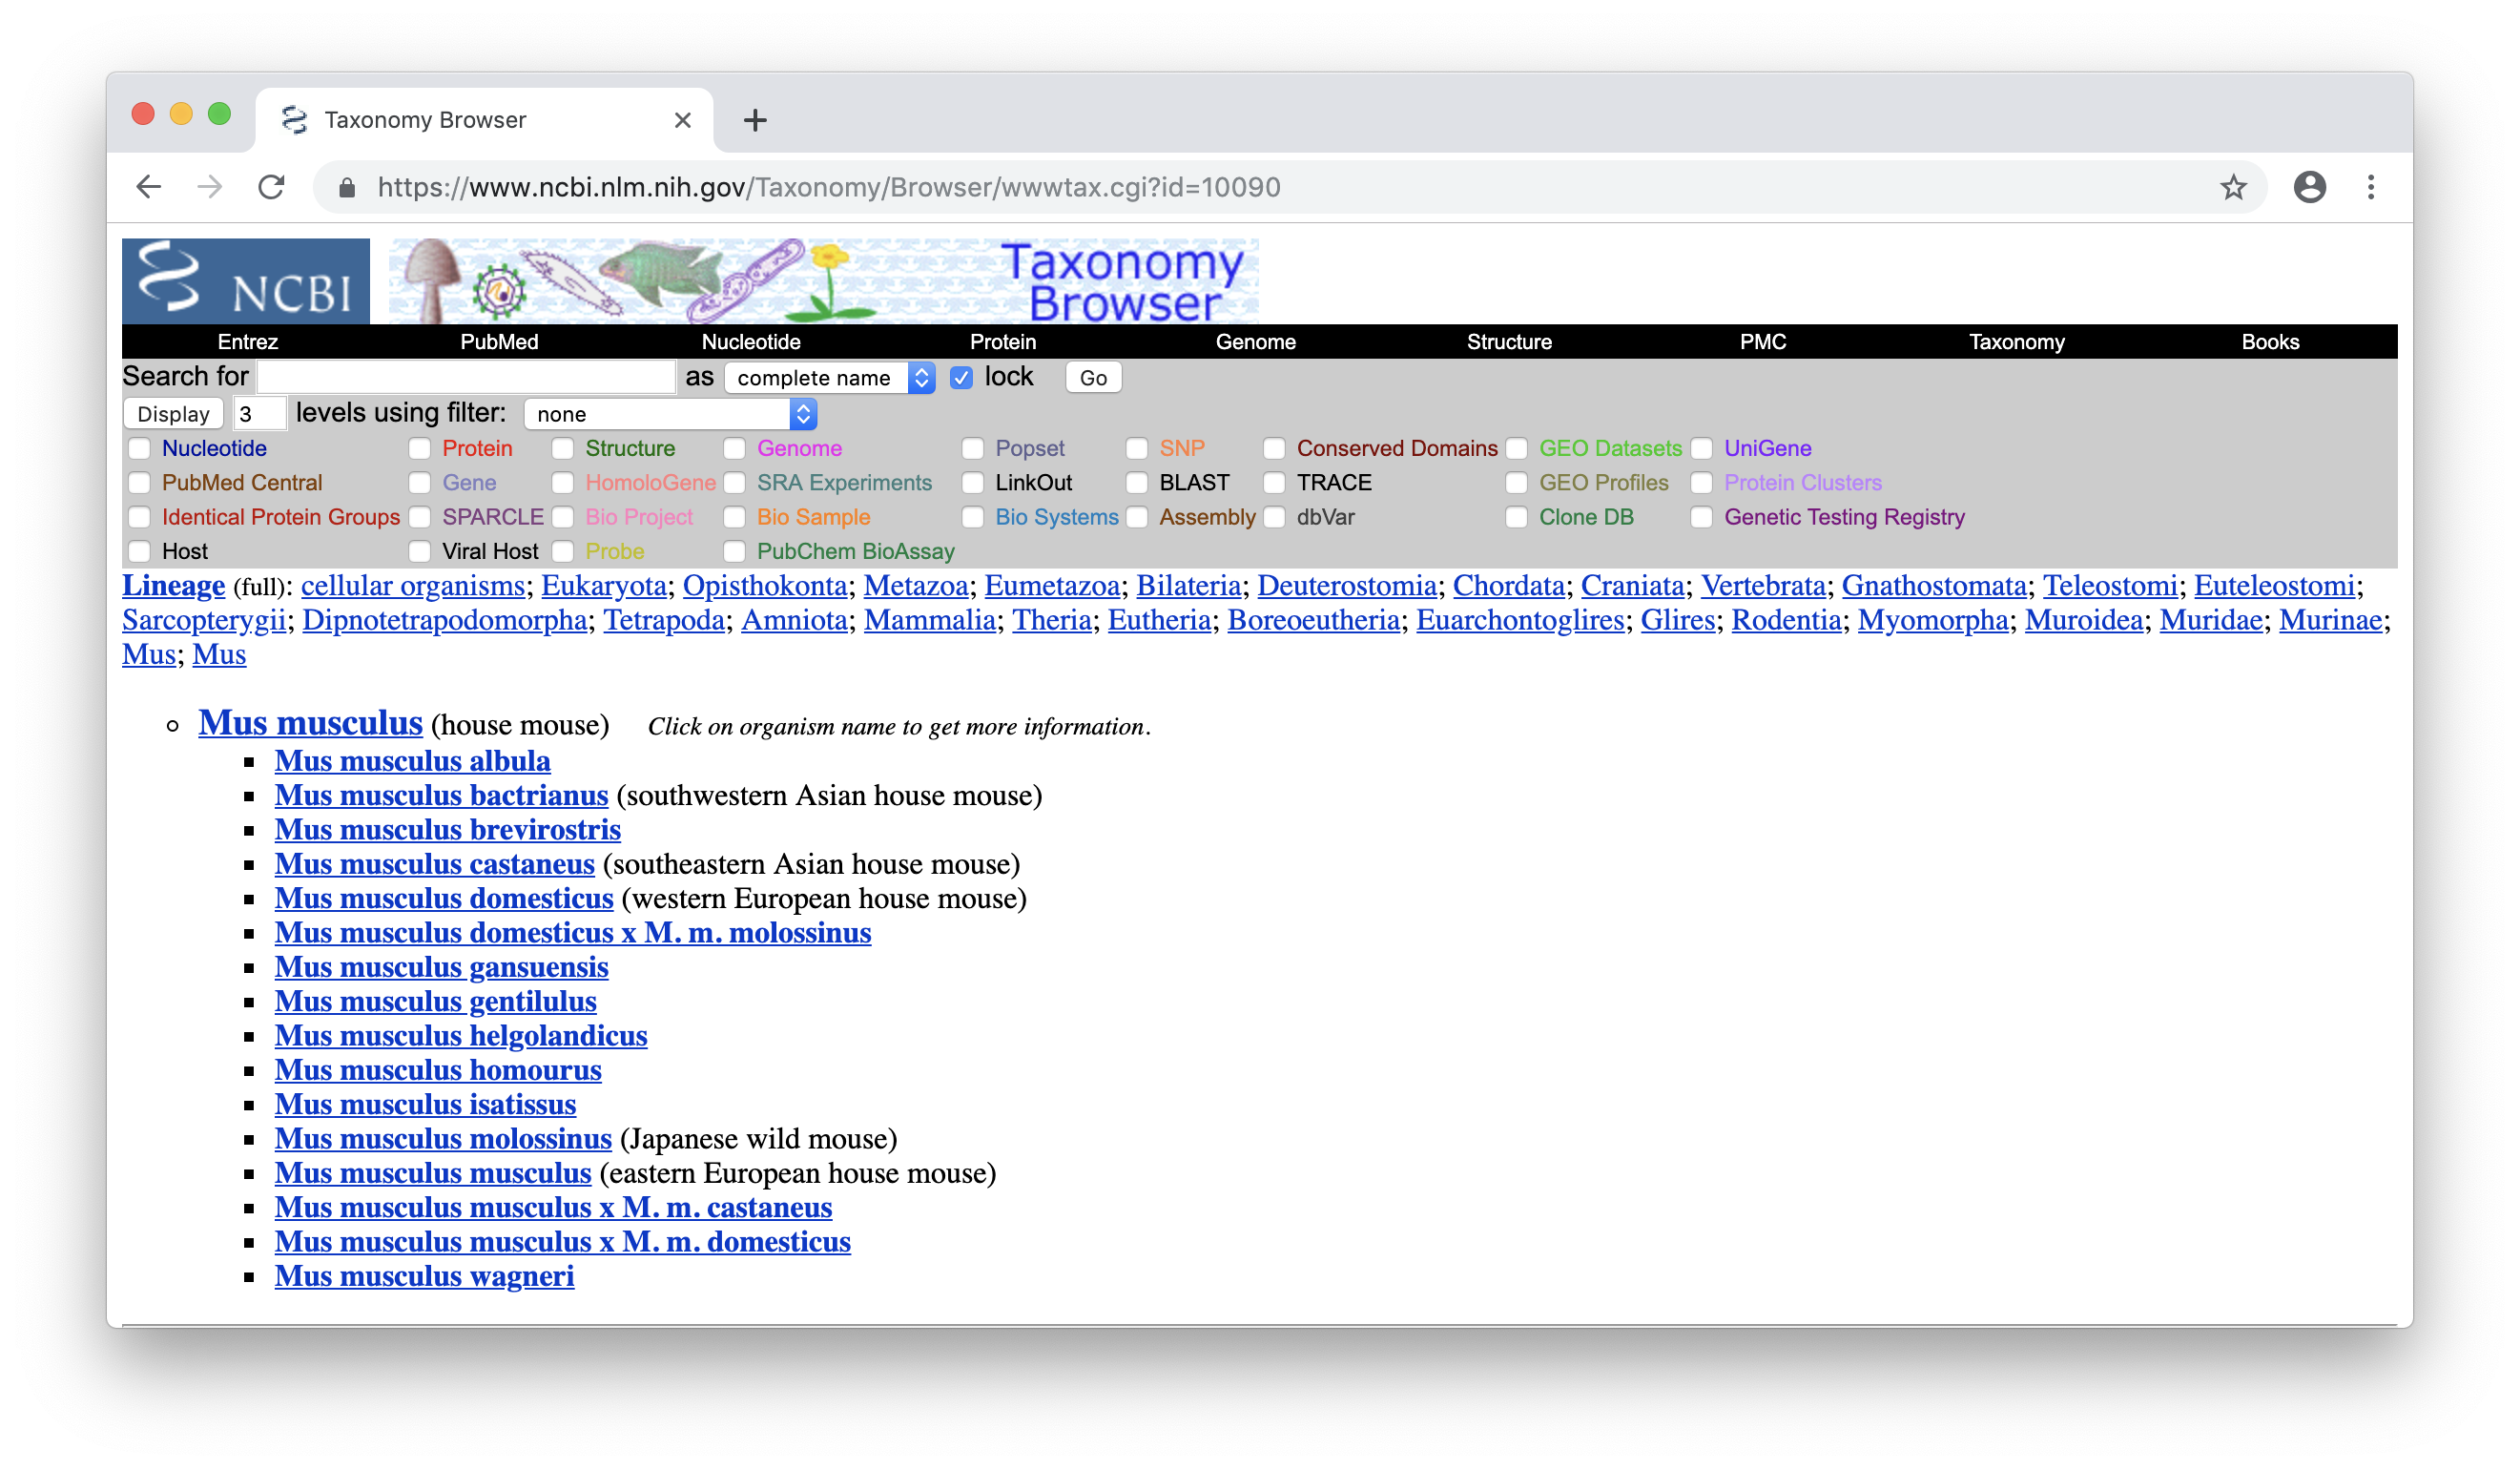 Taxonomy Browser
https://www.ncbi.nlm.nih.gov/Taxonomy/Browser/wwwtax.cgi?id=10090
NCBI
Taxonomy
Browser
Entrez PubMed Nucleotide Protein Genome Structure PMC Taxonomy Books
Search for as complete name lock Go
Display 3 levels using filter: none
Nucleotide Protein Structure Genome Popset SNP Conserved Domains GEO Datasets UniGene
PubMed Central Gene HomoloGene SRA Experiments LinkOut BLAST TRACE GEO Profiles Protein Clusters
Identical Protein Groups SPARCLE Bio Project Bio Sample Bio Systems Assembly dbVar Clone DB Genetic Testing Registry
Host Viral Host Probe PubChem BioAssay
Lineage (full): cellular organisms; Eukaryota; Opisthokonta; Metazoa; Eumetazoa; Bilateria; Deuterostomia; Chordata; Craniata; Vertebrata; Gnathostomata; Teleostomi; Euteleostomi;
Sarcopterygii; Dipnotetrapodomorpha; Tetrapoda; Amniota; Mammalia; Theria; Eutheria; Boreoeutheria; Euarchontoglires; Glires; Rodentia; Myomorpha; Muroidea; Muridae; Murinae;
Mus; Mus
Mus musculus (house mouse) Click on organism name to get more information.
Mus musculus albula
Mus musculus bactrianus (southwestern Asian house mouse)
Mus musculus brevirostris
Mus musculus castaneus (southeastern Asian house mouse)
Mus musculus domesticus (western European house mouse)
Mus musculus domesticus x M. m. molossinus
Mus musculus gansuensis
Mus musculus gentilulus
Mus musculus helgolandicus
Mus musculus homourus
Mus musculus isatissus
Mus musculus molossinus (Japanese wild mouse)
Mus musculus musculus (eastern European house mouse)
Mus musculus musculus x M. m. castaneus
Mus musculus musculus x M. m. domesticus
Mus musculus wagneri